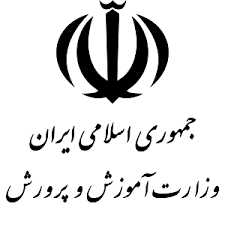 جمهوری اسلامی ایران
وزارت آموزش و پرورش